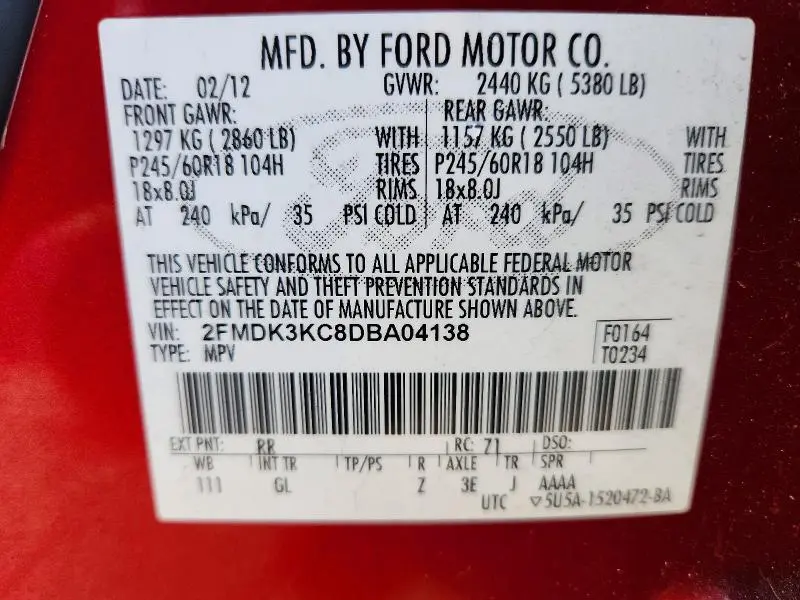 MFD. BY FORD MOTOR CO.
DATE: 02/12 GVWR: 2440 KG ( 5380 LB)
FRONT GAWR: REAR GAWR:
1297 KG ( 2860 LB) WITH 1157 KG ( 2550 LB) WITH
P245/60R18 104H TIRES P245/60R18 104H TIRES
18x8.0J RIMS 18x8.0J RIMS
AT 240 kPa/ 35 PSI COLD AT 240 kPa/ 35 PSI COLD
THIS VEHICLE CONFORMS TO ALL APPLICABLE FEDERAL MOTOR
VEHICLE SAFETY AND THEFT PREVENTION STANDARDS IN
EFFECT ON THE DATE OF MANUFACTURE SHOWN ABOVE.
VIN: 2FMDK3KC8DBA04138 F0164
TYPE: MPV T0234
EXT PNT: RR RC: 71 DSO:
WB INT TR TP/PS R AXLE TR SPR
111 GL Z 3E J AAAA
UTC ▽5U5A-1520472-BA